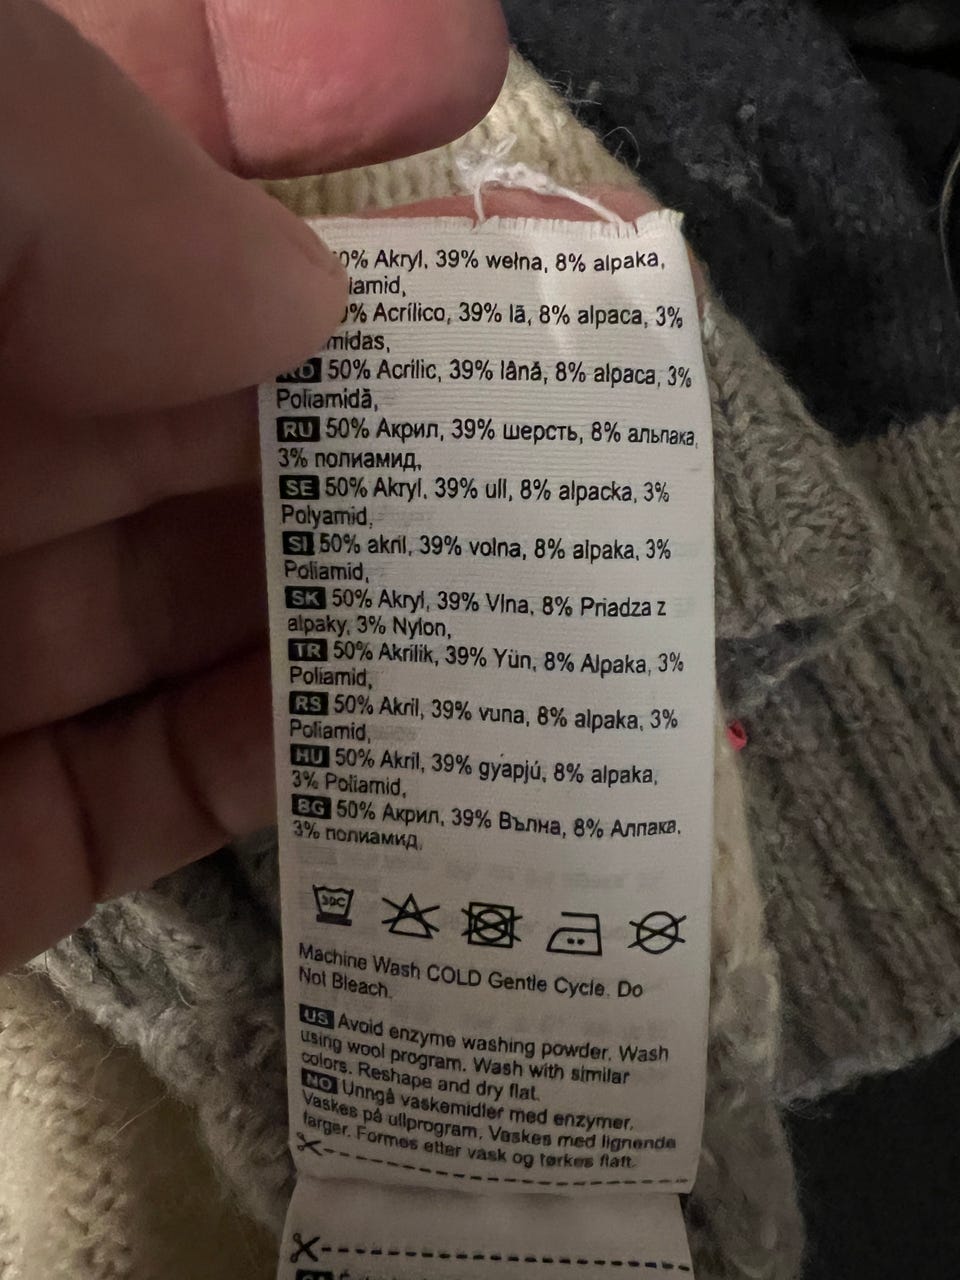 0% Akryl, 39% wełna, 8% alpaka,
iamid,
% Acrílico, 39% lã, 8% alpaca, 3%
midas,
RO 50% Acrilic, 39% lână, 8% alpaca, 3%
Poliamidă,
RU 50% Акрил, 39% шерсть, 8% альпака,
3% полиамид,
SE 50% Akryl, 39% ull, 8% alpacka, 3%
Polyamid,
SI 50% akril, 39% volna, 8% alpaka, 3%
Poliamid,
SK 50% Akryl, 39% Vlna, 8% Priadza z
alpaky, 3% Nylon,
TR 50% Akrilik, 39% Yün, 8% Alpaka, 3%
Poliamid,
RS 50% Akril, 39% vuna, 8% alpaka, 3%
Poliamid,
HU 50% Akril, 39% gyapjú, 8% alpaka,
3% Poliamid,
BG 50% Акрил, 39% Вълна, 8% Алпака,
3% полиамид,
30C
Machine Wash COLD Gentle Cycle. Do
Not Bleach.
US Avoid enzyme washing powder. Wash
using wool program. Wash with similar
colors. Reshape and dry flat.
NO Unngå vaskemidler med enzymer.
Vaskes på ullprogram. Vaskes med lignende
farger. Formes etter vask og tørkes flatt.